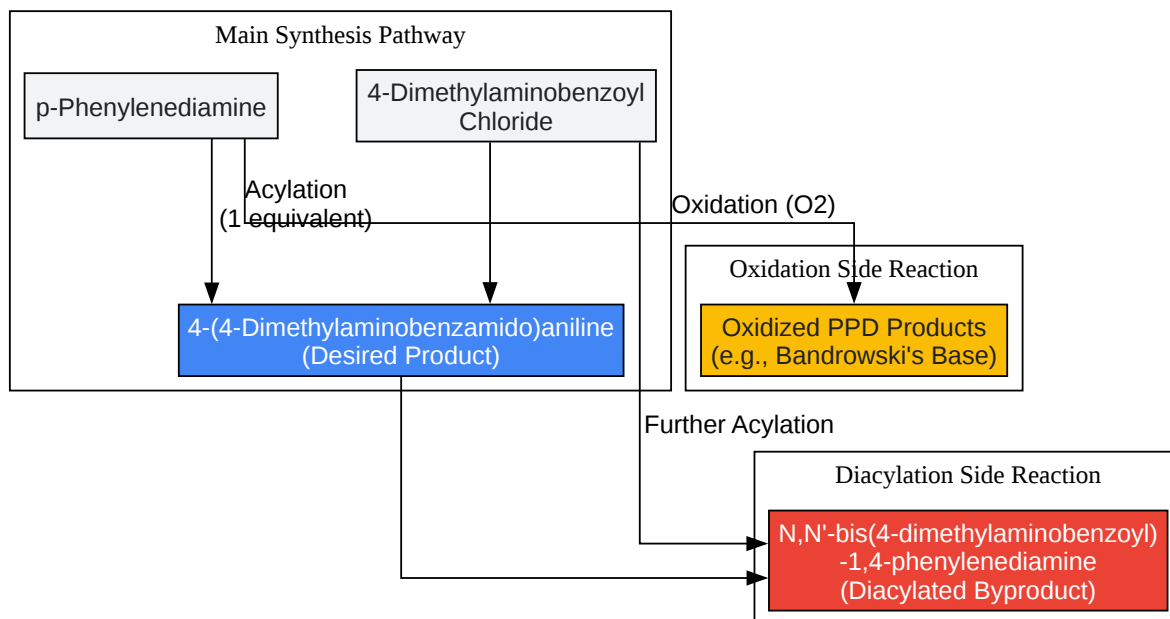 Main Synthesis Pathway
p-Phenylenediamine
4-Dimethylaminobenzoyl
Chloride
Acylation
(1 equivalent)
Oxidation (O2)
Oxidation Side Reaction
4-(4-Dimethylaminobenzamido)aniline
(Desired Product)
Oxidized PPD Products
(e.g., Bandrowski's Base)
Further Acylation
Diacylation Side Reaction
N,N'-bis(4-dimethylaminobenzoyl)
-1,4-phenylenediamine
(Diacylated Byproduct)